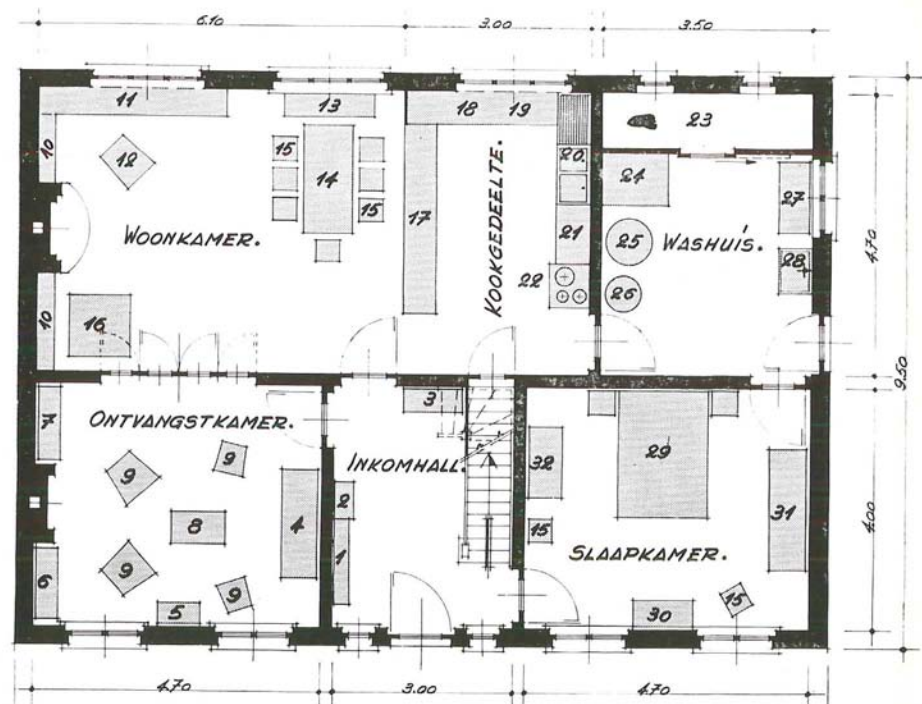 6.10 3.00 3.50
11 13 18 19 23
10 12 15 14 20 24 27
15 17 21 25 28
WOONKAMER. KOOKGEDEELTE. WASHUIS. 4.70
22 26
10 16
9.50
7 ONTVANGSTKAMER. 3 29
9 9 INKOMHALL. 32
8 4 2 15 31 4.00
6 9 1 SLAAPKAMER.
5 9 30 15
4.70 3.00 4.70